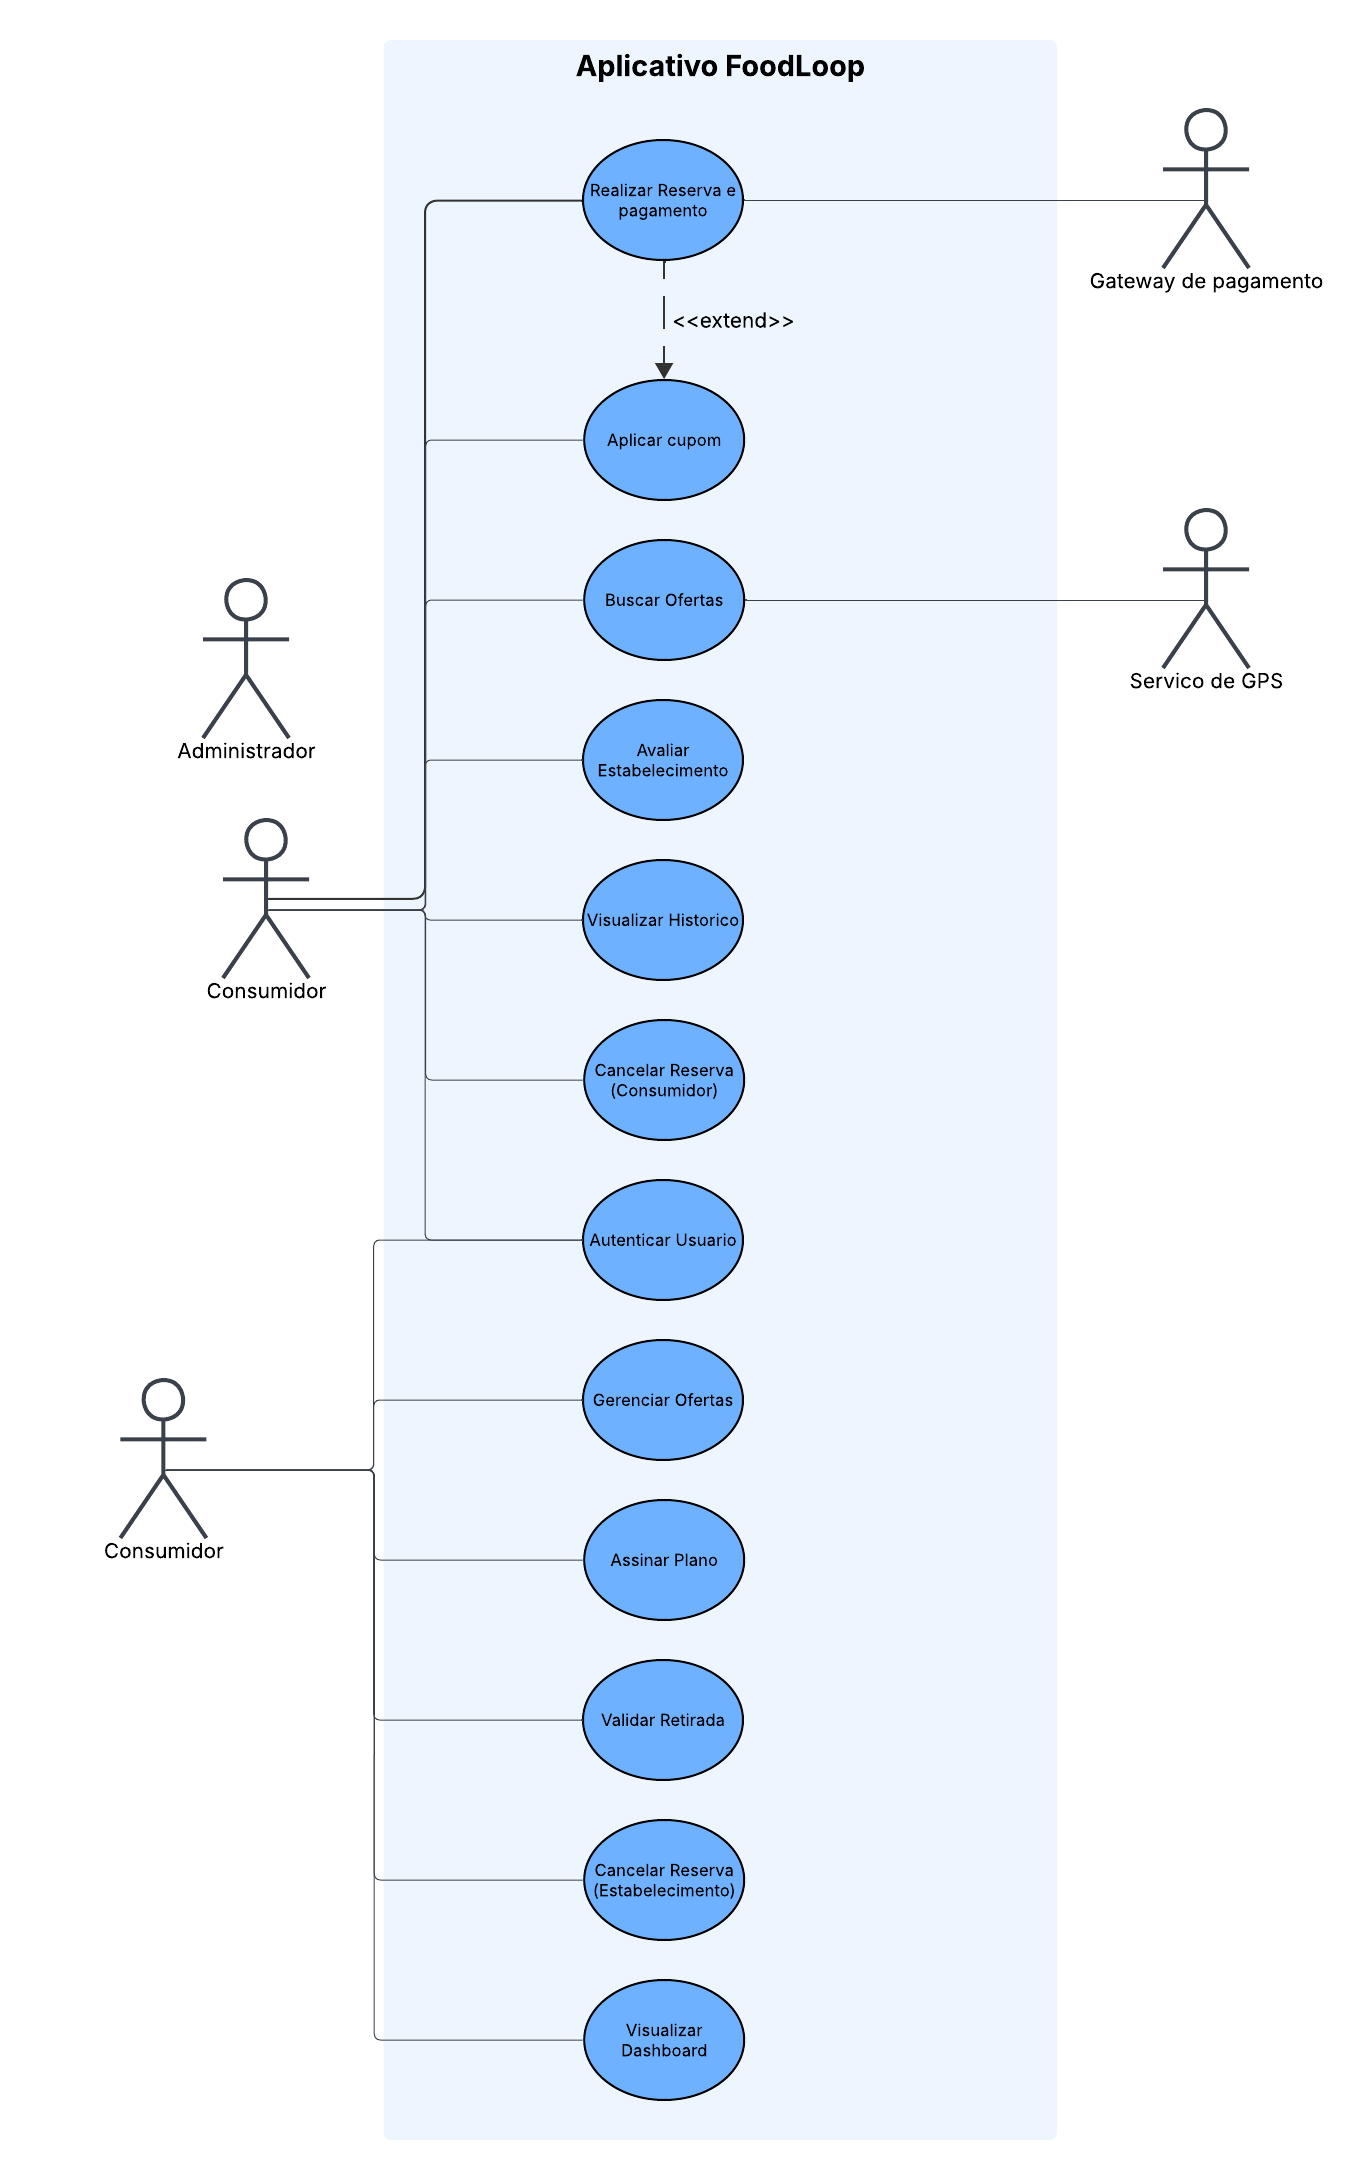 Aplicativo FoodLoop
Realizar Reserva e
pagamento
Gateway de pagamento
<<extend>>
Aplicar cupom
Buscar Ofertas
Servico de GPS
Administrador
Avaliar
Estabelecimento
Visualizar Historico
Consumidor
Cancelar Reserva
(Consumidor)
Autenticar Usuario
Gerenciar Ofertas
Consumidor
Assinar Plano
Validar Retirada
Cancelar Reserva
(Estabelecimento)
Visualizar
Dashboard